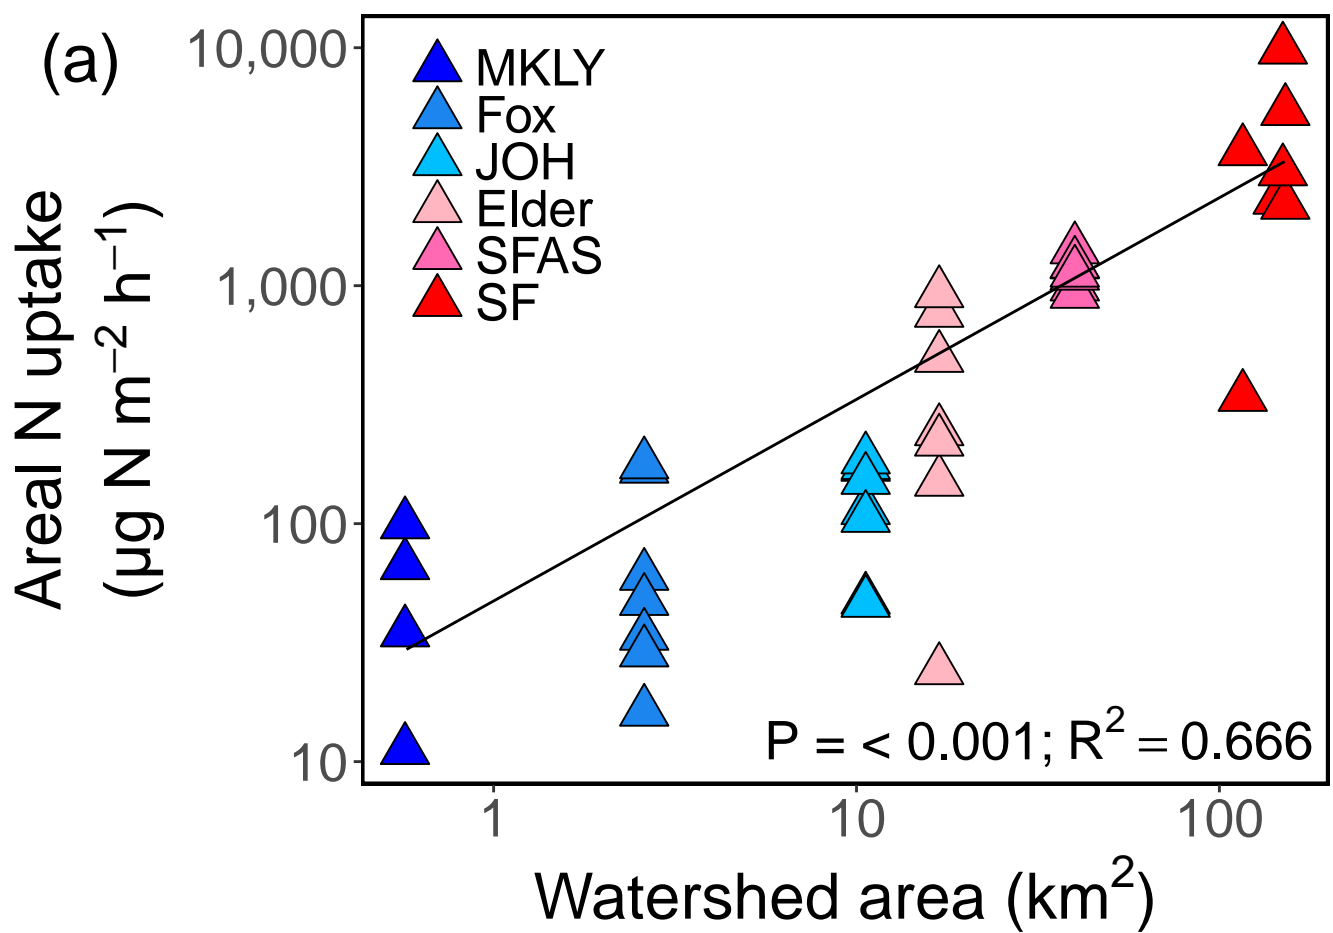 (a)
Areal N uptake
(µg N m⁻² h⁻¹)
10,000
1,000
100
10
MKLY
Fox
JOH
Elder
SFAS
SF
P = < 0.001; R² = 0.666
1
10
100
Watershed area (km²)